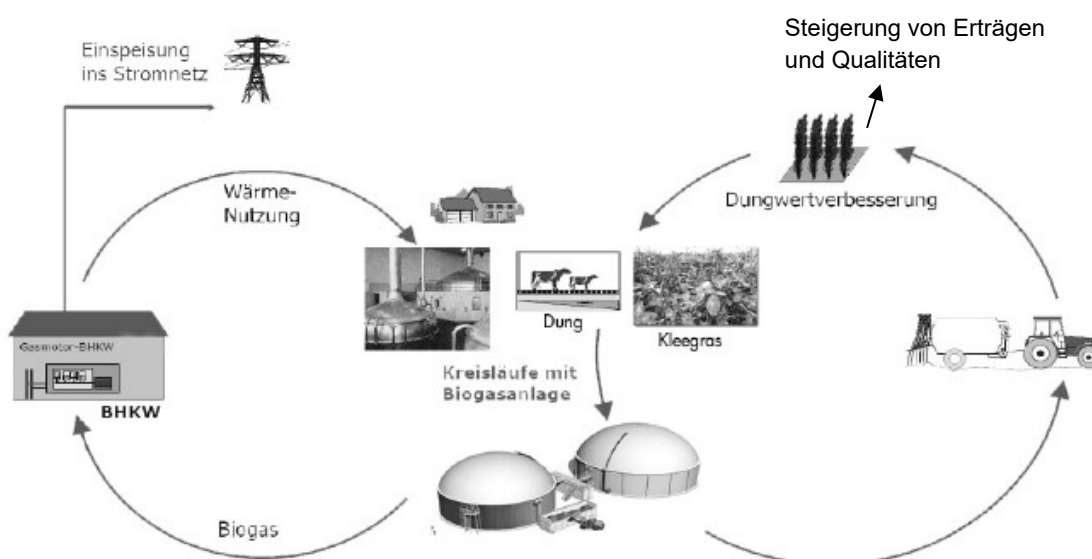 Steigerung von Erträgen
und Qualitäten
Einspeisung
ins Stromnetz
Wärme-
Nutzung
Dungwertverbesserung
Dung
Kleegras
Gasmotor-BHKW
Kreisläufe mit
Biogasanlage
BHKW
Biogas